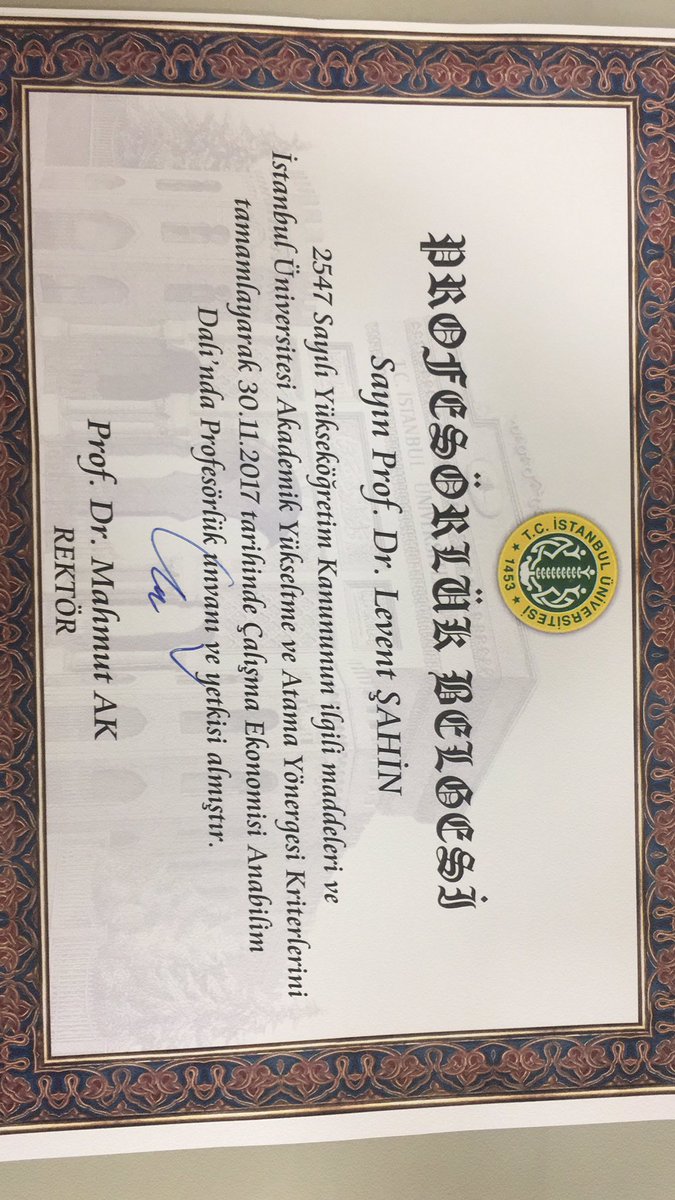 T.C. İSTANBUL ÜNİVERSİTESİ
★ 1453 ★
PROFESÖRLÜK BELGESİ
Sayın Prof. Dr. Levent ŞAHİN
2547 Sayılı Yükseköğretim Kanununun ilgili maddeleri ve
İstanbul Üniversitesi Akademik Yükseltme ve Atama Yönergesi Kriterlerini
tamamlayarak 30.11.2017 tarihinde Çalışma Ekonomisi Anabilim
Dalı'nda Profesörlük unvanı ve yetkisi almıştır.
Prof. Dr. Mahmut AK
REKTÖR